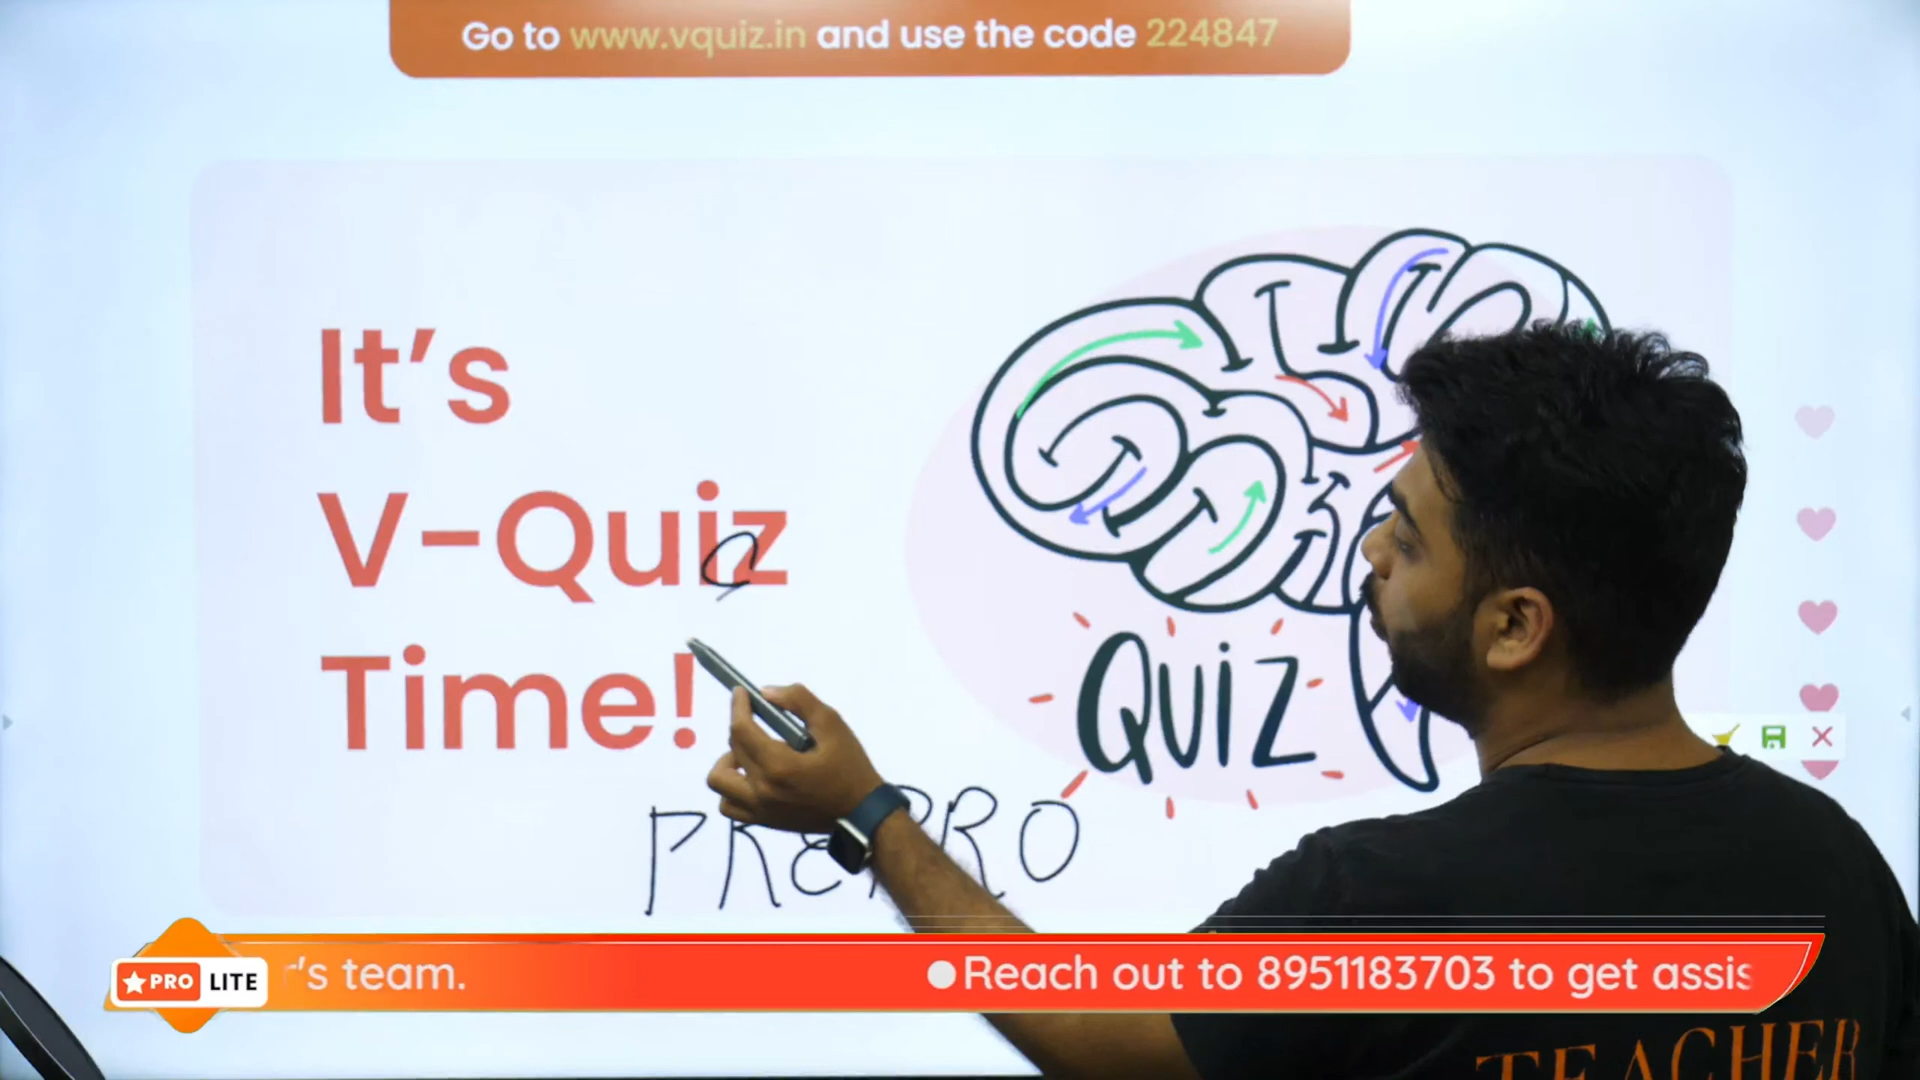 Go to www.vquiz.in and use the code 224847
It's
V-Quiz
Time!
QUIZ
PRO LITE
's team.
●Reach out to 8951183703 to get assis
TEACHER